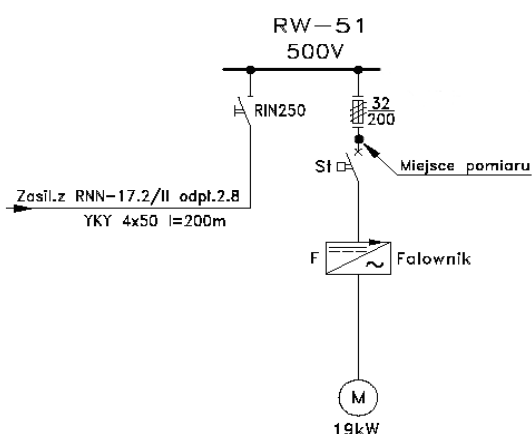 RW-51
500V
RIN250
32
200
St
Miejsce pomiaru
Zasil.z RNN-17.2/II odpł.2.8
YKY 4x50 l=200m
F
Falownik
M
19kW